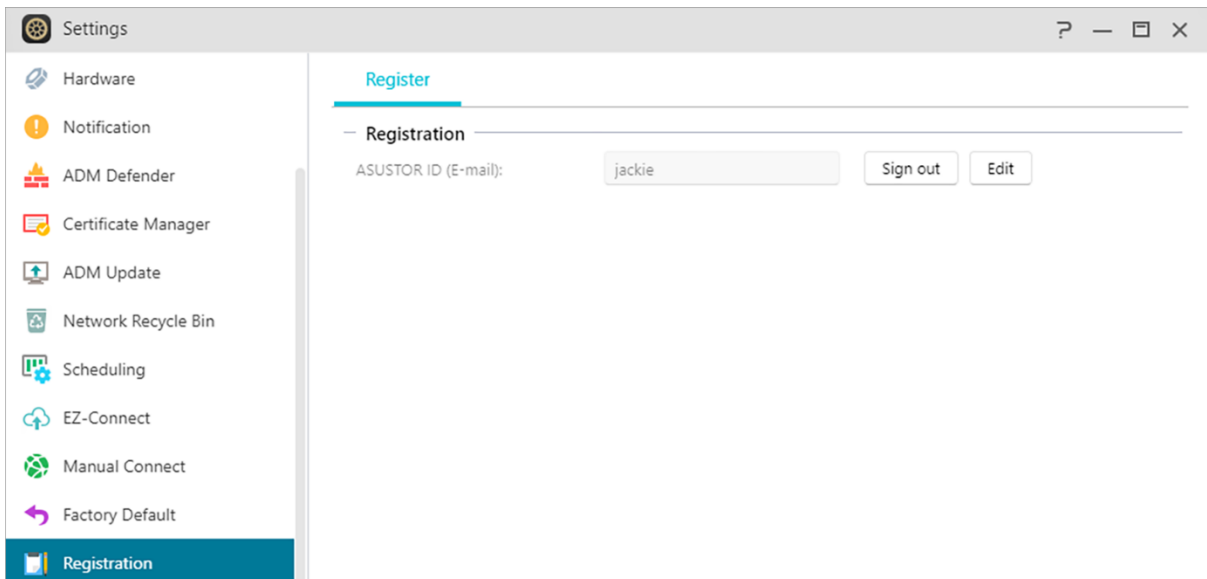 Settings
Hardware
Notification
ADM Defender
Certificate Manager
ADM Update
Network Recycle Bin
Scheduling
EZ-Connect
Manual Connect
Factory Default
Registration
Register
Registration
ASUSTOR ID (E-mail): jackie Sign out Edit